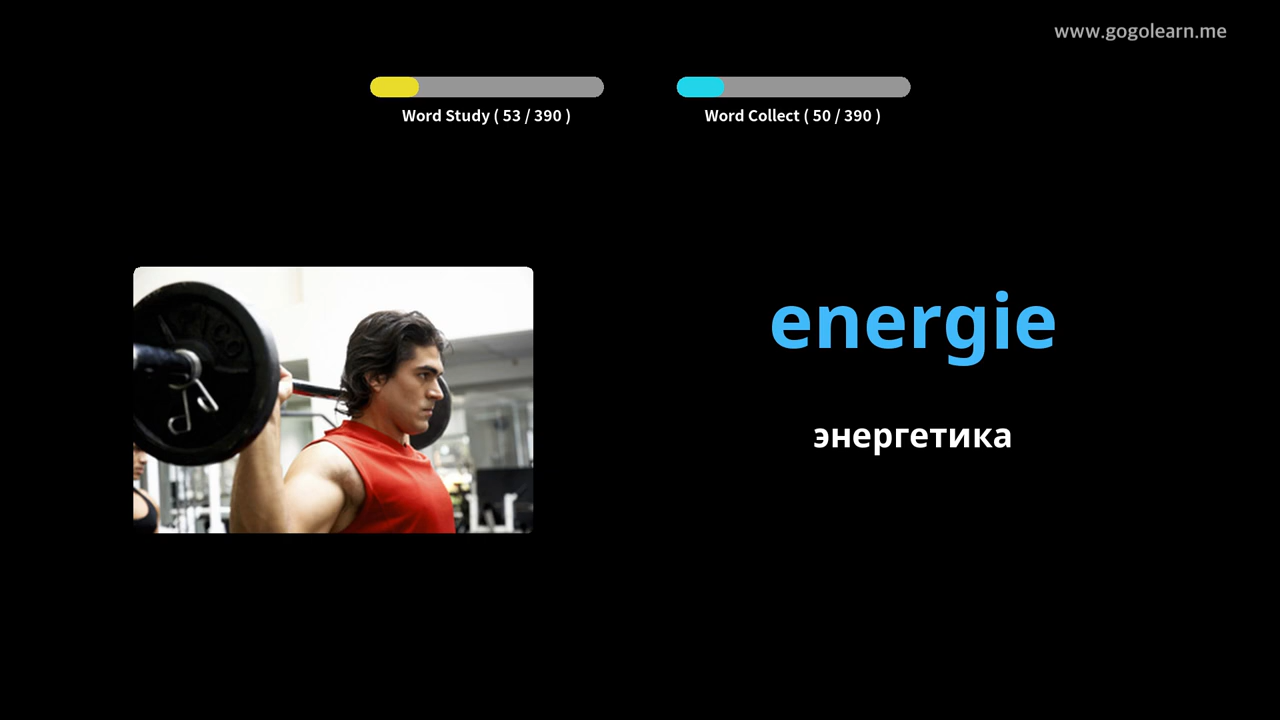 www.gogolearn.me
Word Study ( 53 / 390 )
Word Collect ( 50 / 390 )
energie
энергетика